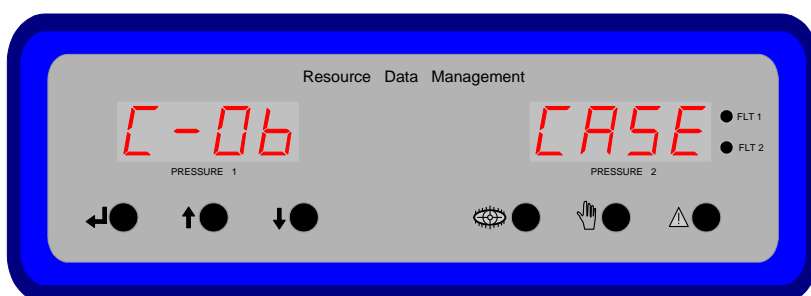 Resource Data Management
C-0b CASE
FLT 1
FLT 2
PRESSURE 1 PRESSURE 2